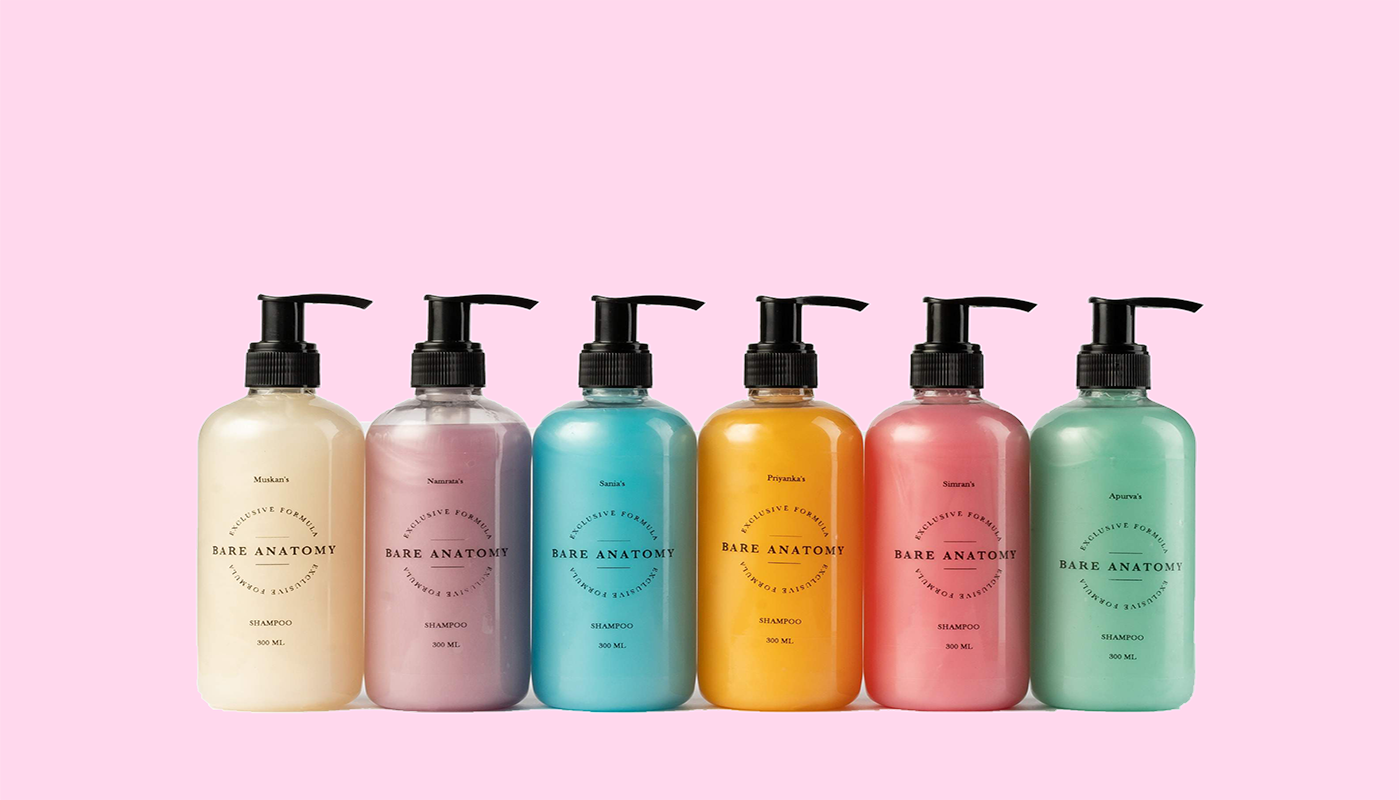 Muskan's
EXCLUSIVE FORMULA
BARE ANATOMY
EXCLUSIVE FORMULA
SHAMPOO
300 ML
Namrata's
EXCLUSIVE FORMULA
BARE ANATOMY
EXCLUSIVE FORMULA
SHAMPOO
300 ML
Sania's
EXCLUSIVE FORMULA
BARE ANATOMY
EXCLUSIVE FORMULA
SHAMPOO
300 ML
Priyanka's
EXCLUSIVE FORMULA
BARE ANATOMY
EXCLUSIVE FORMULA
SHAMPOO
300 ML
Simran's
EXCLUSIVE FORMULA
BARE ANATOMY
EXCLUSIVE FORMULA
SHAMPOO
300 ML
Apurva's
EXCLUSIVE FORMULA
BARE ANATOMY
EXCLUSIVE FORMULA
SHAMPOO
300 ML